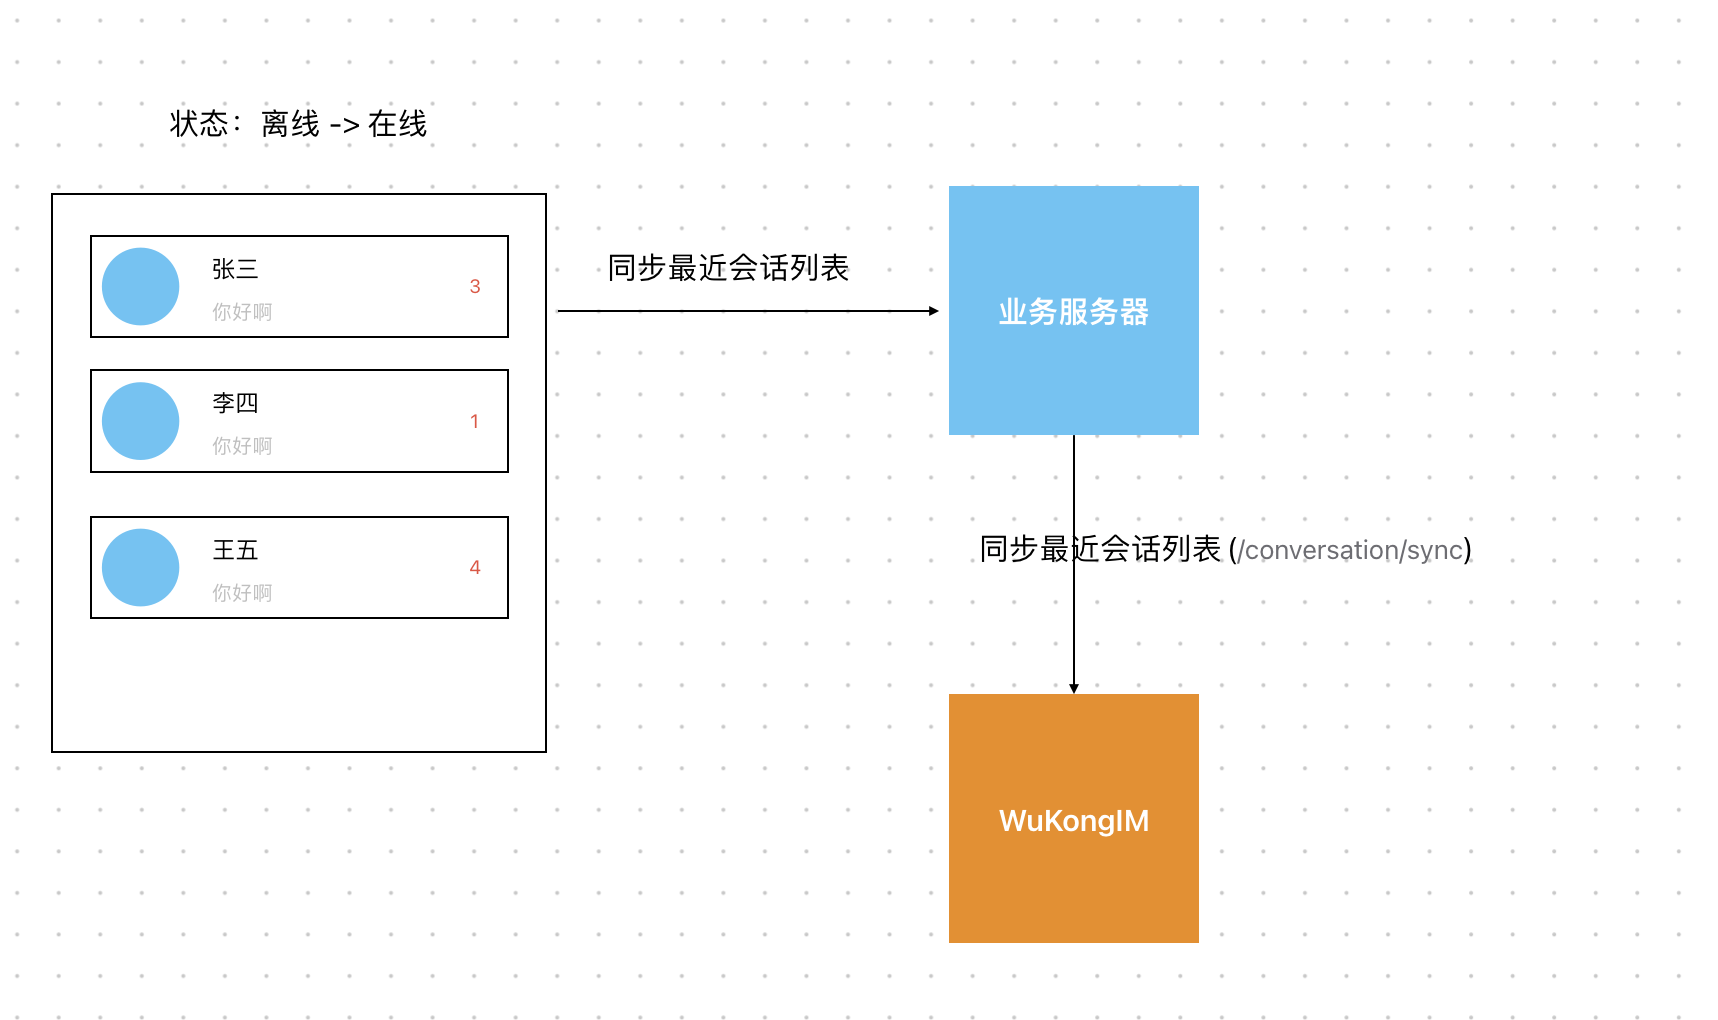 状态：离线 -> 在线
张三
3
你好啊
李四
1
你好啊
王五
4
你好啊
同步最近会话列表
业务服务器
同步最近会话列表 (/conversation/sync)
WuKongIM